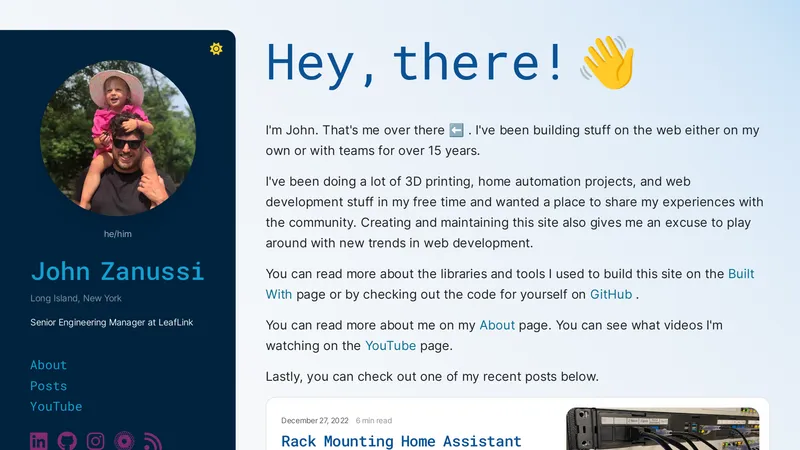 he/him
John Zanussi
Long Island, New York
Senior Engineering Manager at LeafLink
About
Posts
YouTube
Hey, there! 👋
I'm John. That's me over there ⬅️ . I've been building stuff on the web either on my
own or with teams for over 15 years.
I've been doing a lot of 3D printing, home automation projects, and web
development stuff in my free time and wanted a place to share my experiences with
the community. Creating and maintaining this site also gives me an excuse to play
around with new trends in web development.
You can read more about the libraries and tools I used to build this site on the Built
With page or by checking out the code for yourself on GitHub .
You can read more about me on my About page. You can see what videos I'm
watching on the YouTube page.
Lastly, you can check out one of my recent posts below.
December 27, 2022 6 min read
Rack Mounting Home Assistant